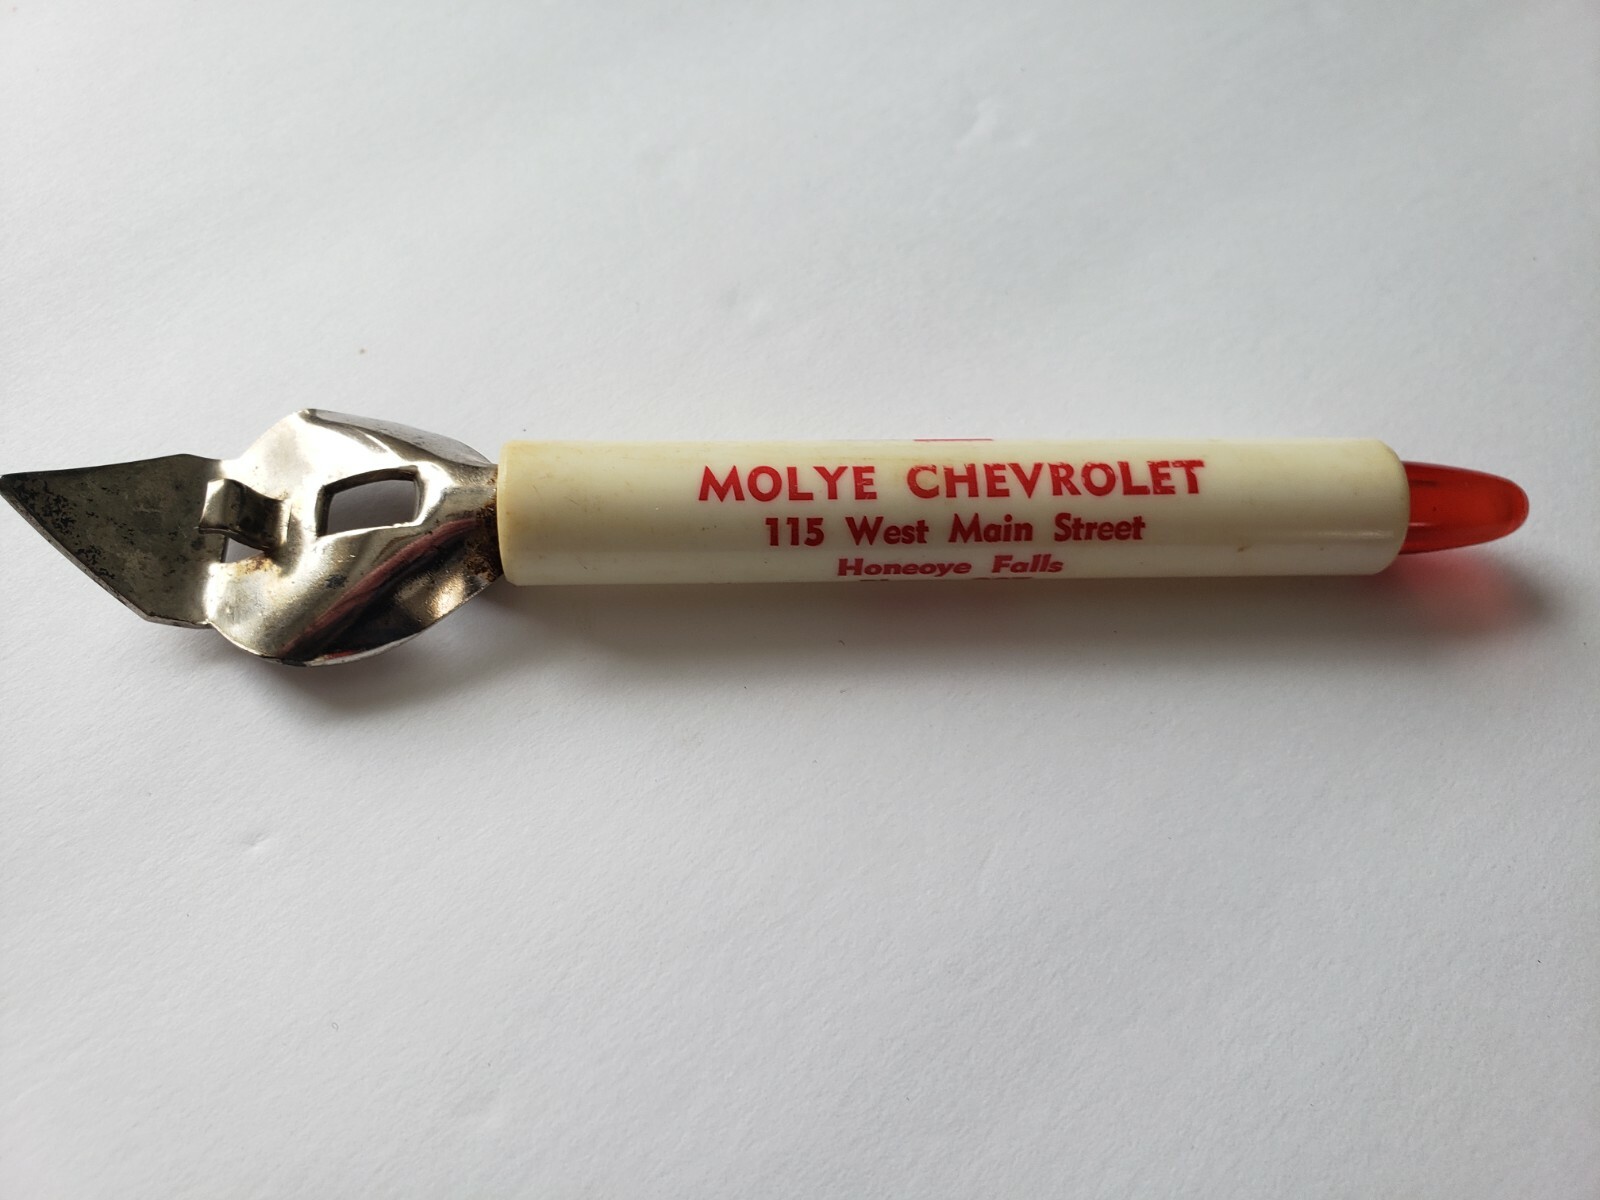 MOLYE CHEVROLET
115 West Main Street
Honeoye Falls